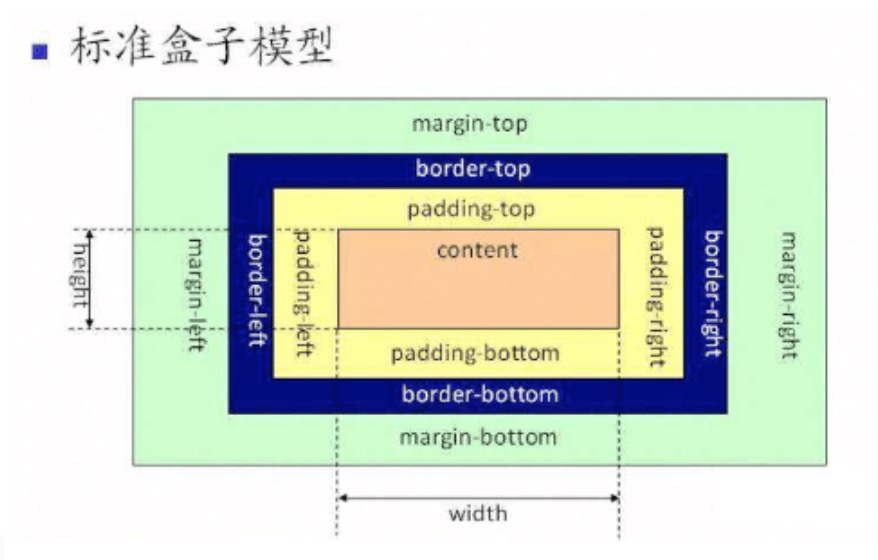 标准盒子模型
margin-top
border-top
padding-top
content
height
margin-left
border-left
padding-left
padding-right
border-right
margin-right
padding-bottom
border-bottom
margin-bottom
width